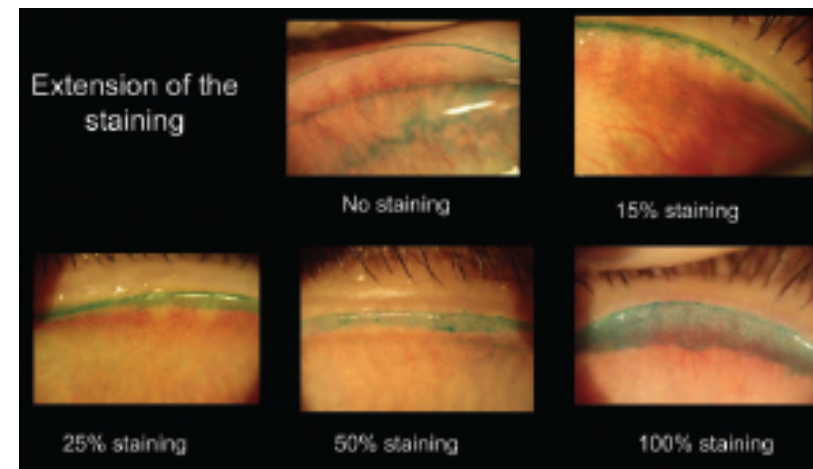 Extension of the
staining
No staining
15% staining
25% staining
50% staining
100% staining